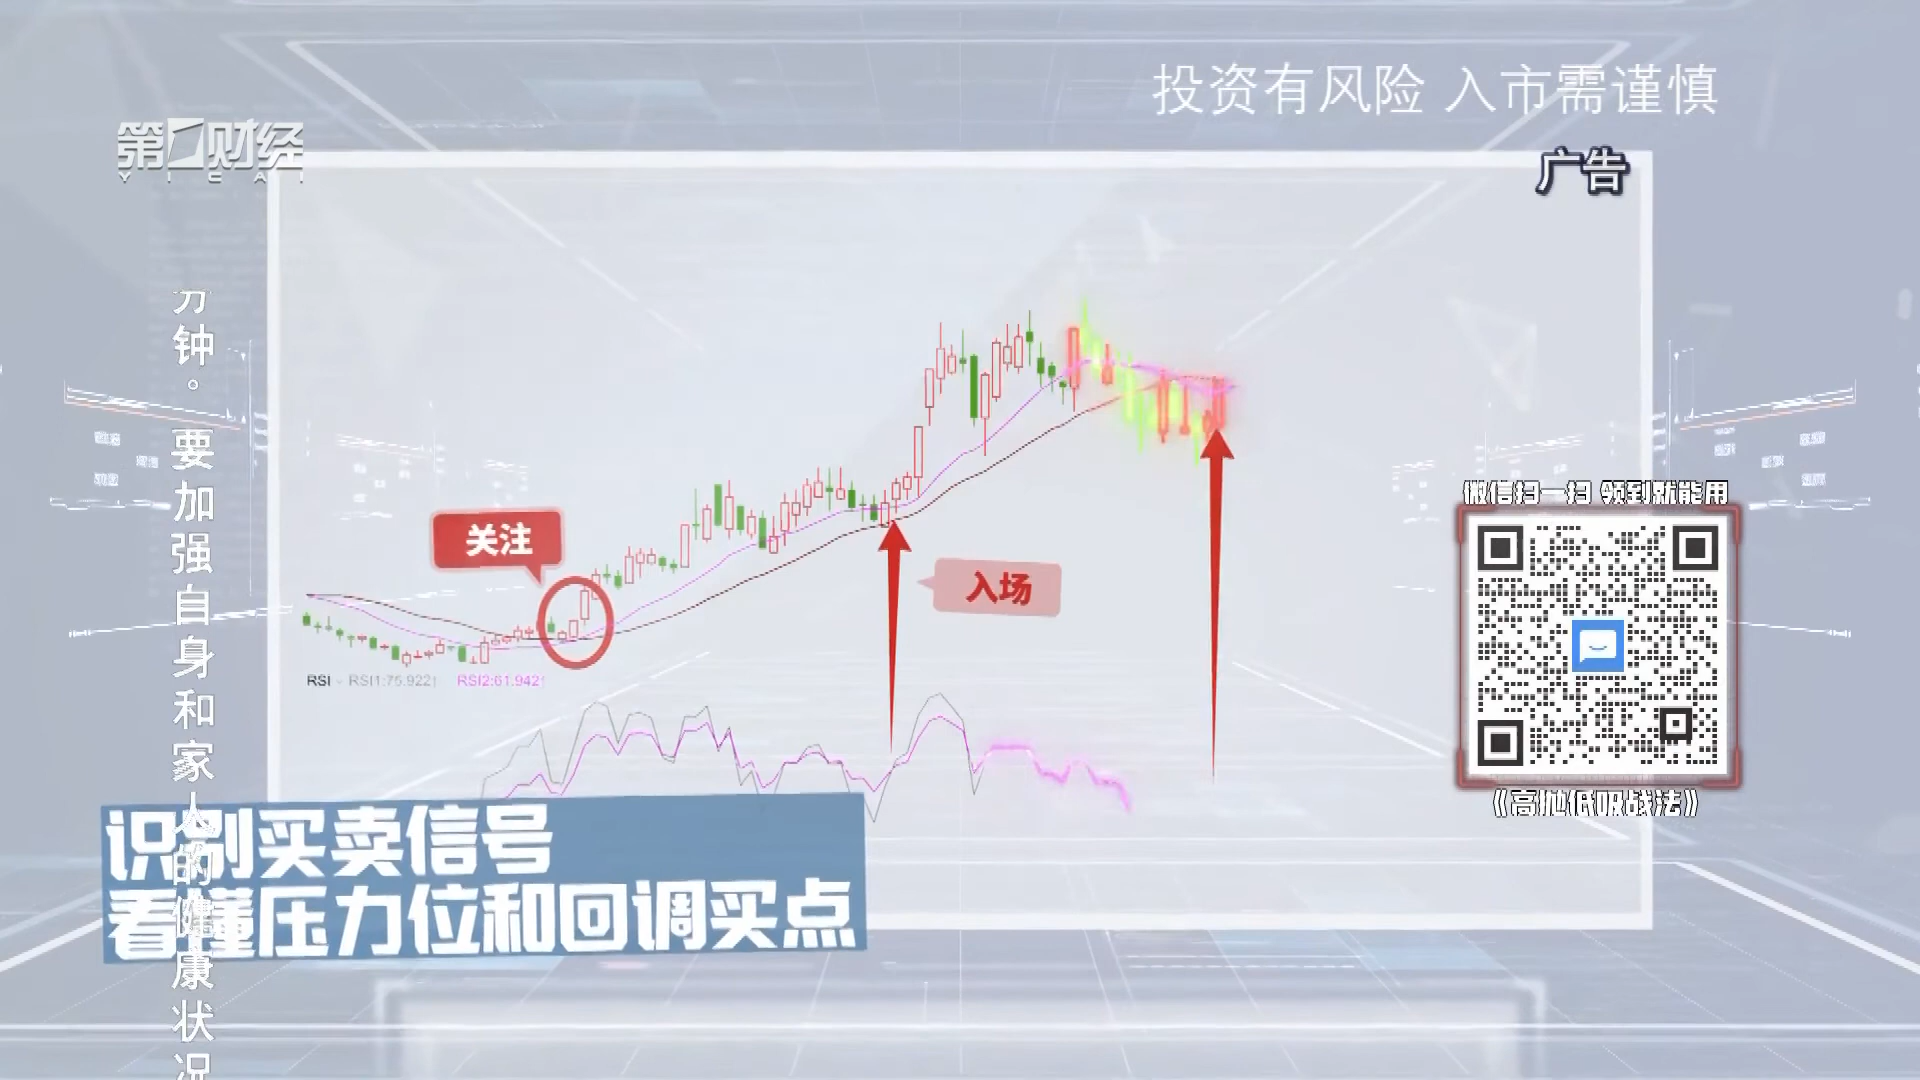 投资有风险 入市需谨慎
第一财经
YICAI
广告
钟。要加强自身和家人的健康状况
微信扫一扫 领到就能用
关注
入场
RSI - RSI1:75.922↑ RSI2:61.942↑
《高抛低吸战法》
识别买卖信号
看懂压力位和回调买点